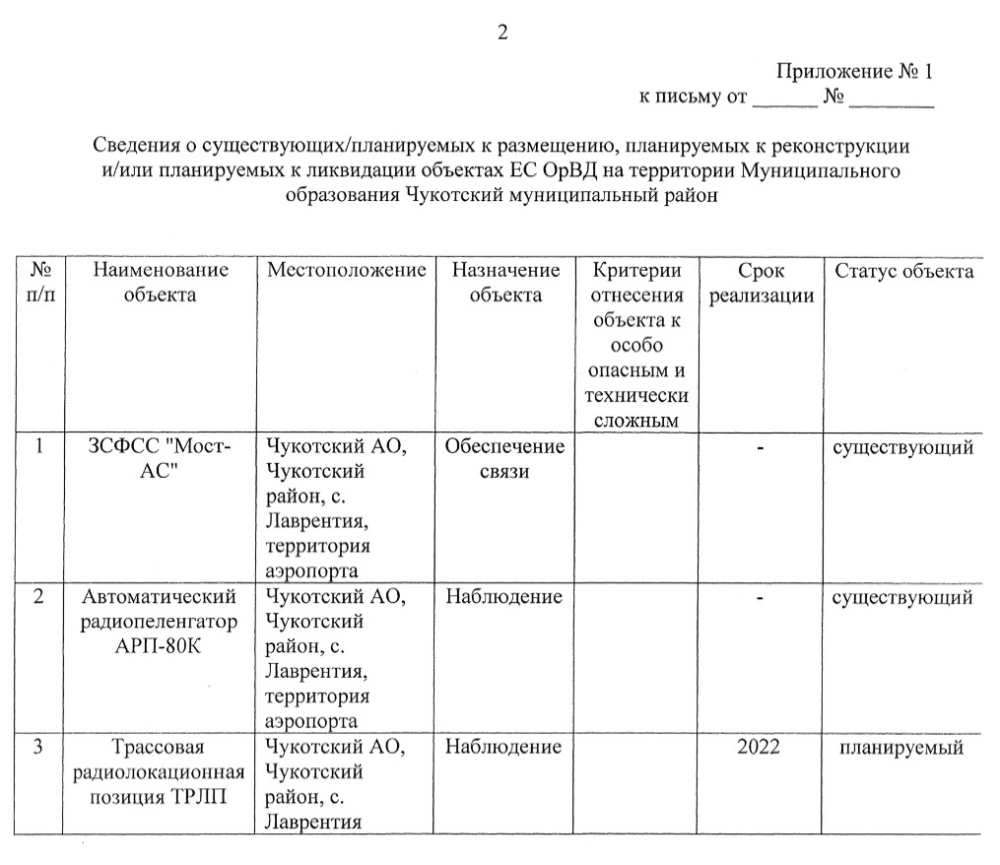 2
Приложение № 1
к письму от ______ № ________
Сведения о существующих/планируемых к размещению, планируемых к реконструкции
и/или планируемых к ликвидации объектах ЕС ОрВД на территории Муниципального
образования Чукотский муниципальный район
№
п/п
Наименование
объекта
Местоположение
Назначение
объекта
Критерии
отнесения
объекта к
особо
опасным и
технически
сложным
Срок
реализации
Статус объекта
1
ЗСФСС "Мост-
АС"
Чукотский АО,
Чукотский
район, с.
Лаврентия,
территория
аэропорта
Обеспечение
связи
-
существующий
2
Автоматический
радиопеленгатор
АРП-80К
Чукотский АО,
Чукотский
район, с.
Лаврентия,
территория
аэропорта
Наблюдение
-
существующий
3
Трассовая
радиолокационная
позиция ТРЛП
Чукотский АО,
Чукотский
район, с.
Лаврентия
Наблюдение
2022
планируемый